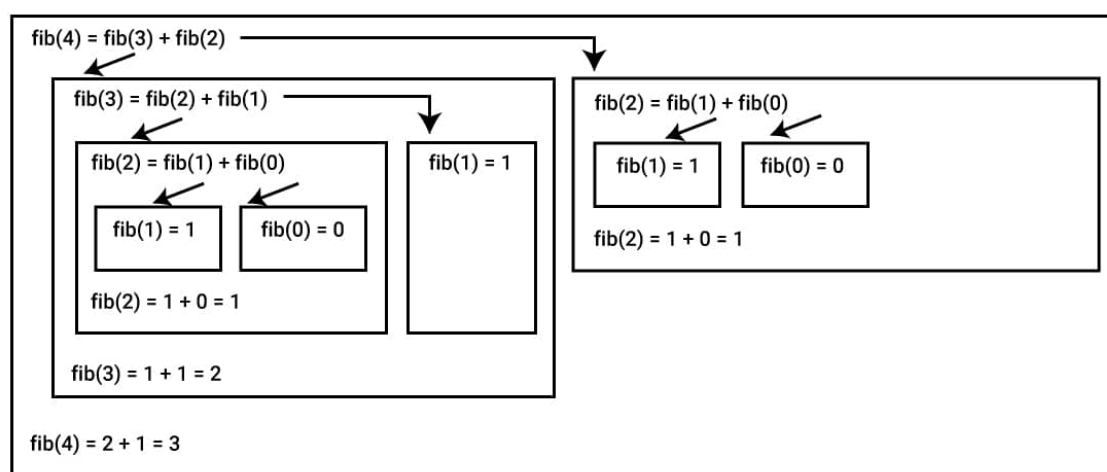 fib(4) = fib(3) + fib(2)
fib(3) = fib(2) + fib(1)
fib(2) = fib(1) + fib(0)
fib(1) = 1
fib(0) = 0
fib(2) = 1 + 0 = 1
fib(1) = 1
fib(3) = 1 + 1 = 2
fib(2) = fib(1) + fib(0)
fib(1) = 1
fib(0) = 0
fib(2) = 1 + 0 = 1
fib(4) = 2 + 1 = 3